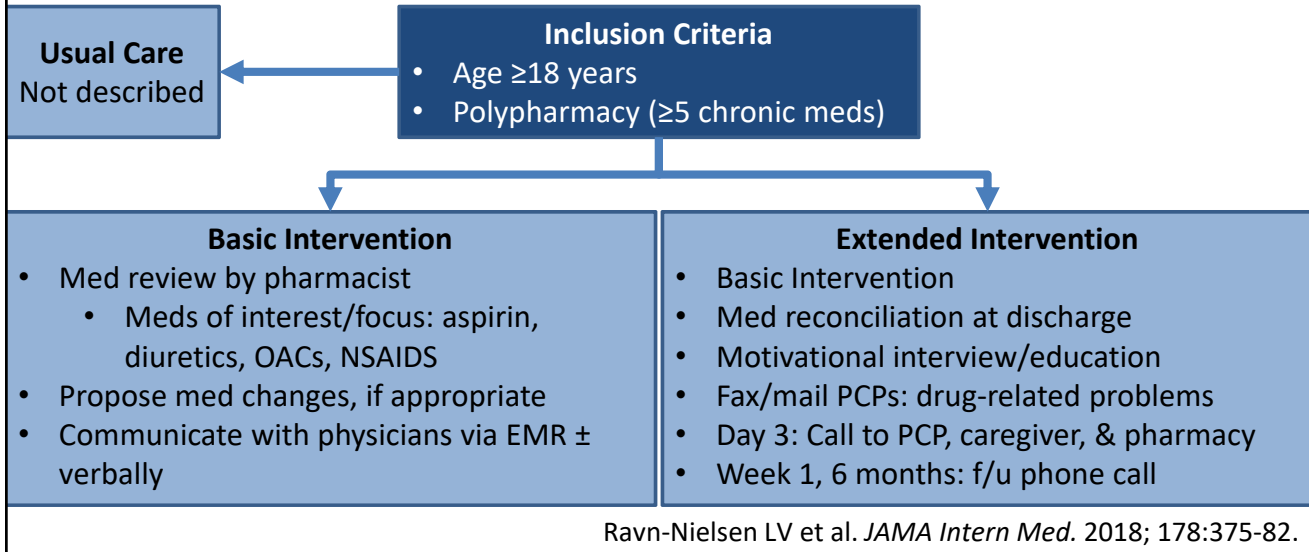 Usual Care
Not described
Inclusion Criteria
• Age ≥18 years
• Polypharmacy (≥5 chronic meds)
Basic Intervention
• Med review by pharmacist
• Meds of interest/focus: aspirin,
diuretics, OACs, NSAIDS
• Propose med changes, if appropriate
• Communicate with physicians via EMR ±
verbally
Extended Intervention
• Basic Intervention
• Med reconciliation at discharge
• Motivational interview/education
• Fax/mail PCPs: drug-related problems
• Day 3: Call to PCP, caregiver, & pharmacy
• Week 1, 6 months: f/u phone call
Ravn-Nielsen LV et al. JAMA Intern Med. 2018; 178:375-82.